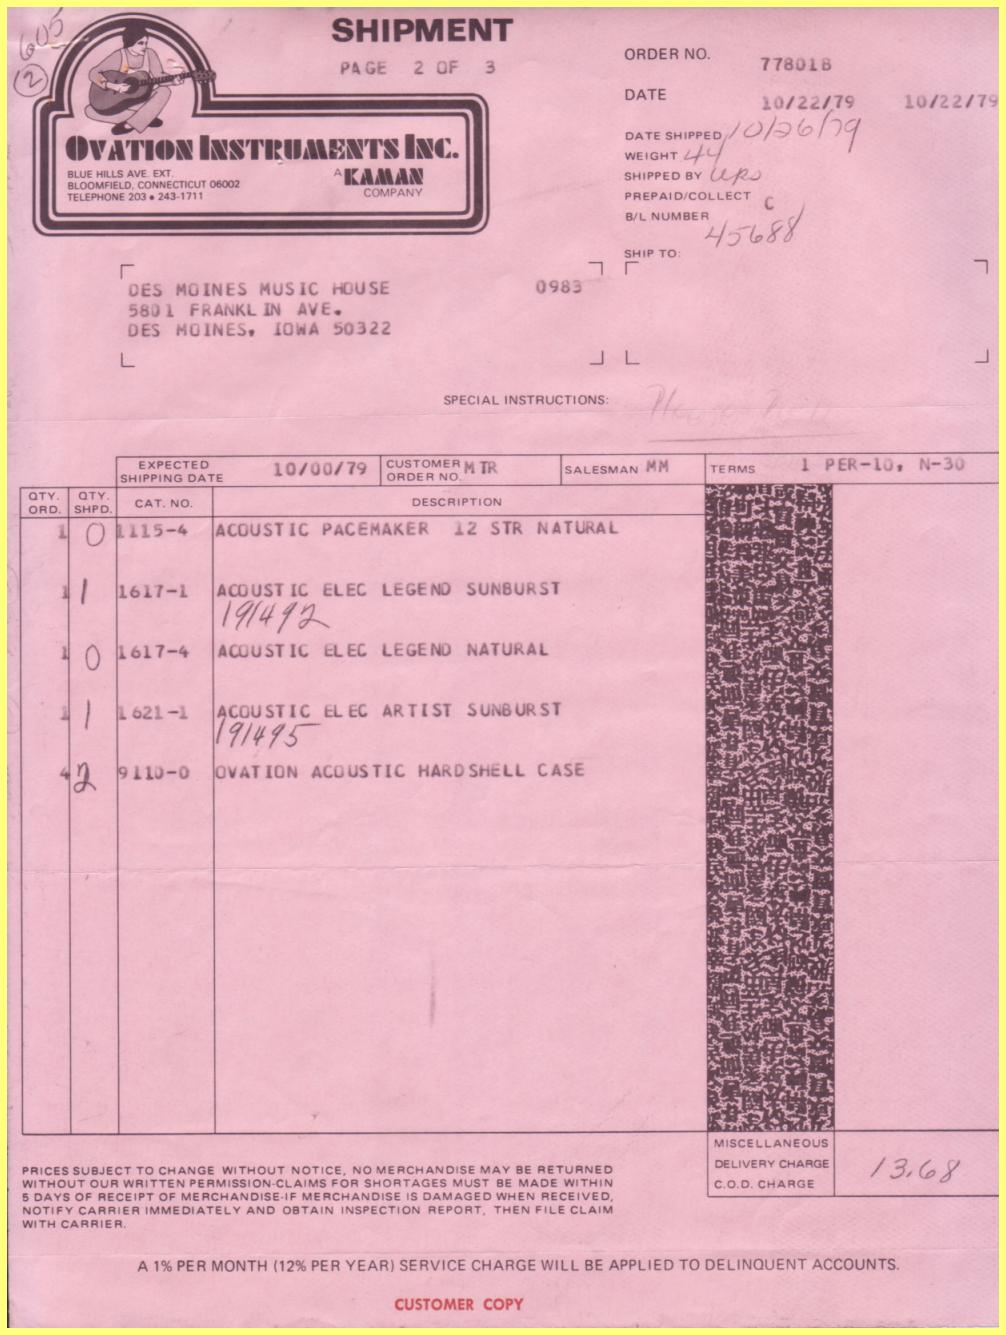 605
2
SHIPMENT
PAGE 2 OF 3
OVATION INSTRUMENTS INC.
BLUE HILLS AVE. EXT.
BLOOMFIELD, CONNECTICUT 06002
TELEPHONE 203 • 243-1711
A KAMAN COMPANY
ORDER NO. 77801B
DATE 10/22/79 10/22/79
DATE SHIPPED 10/26/79
WEIGHT 44
SHIPPED BY UPS
PREPAID/COLLECT C
B/L NUMBER 45688
SHIP TO:
DES MOINES MUSIC HOUSE 0983
5801 FRANKLIN AVE.
DES MOINES, IOWA 50322
SPECIAL INSTRUCTIONS: Please
EXPECTED SHIPPING DATE 10/00/79 CUSTOMER ORDER NO. MTR SALESMAN MM TERMS 1 PER-10, N-30
QTY. ORD. QTY. SHPD. CAT. NO. DESCRIPTION
1 0 1115-4 ACOUSTIC PACEMAKER 12 STR NATURAL
1 1 1617-1 ACOUSTIC ELEC LEGEND SUNBURST
191492
1 0 1617-4 ACOUSTIC ELEC LEGEND NATURAL
1 1 1621-1 ACOUSTIC ELEC ARTIST SUNBURST
191495
4 2 9110-0 OVATION ACOUSTIC HARDSHELL CASE
MISCELLANEOUS
DELIVERY CHARGE 13.68
C.O.D. CHARGE
PRICES SUBJECT TO CHANGE WITHOUT NOTICE, NO MERCHANDISE MAY BE RETURNED
WITHOUT OUR WRITTEN PERMISSION-CLAIMS FOR SHORTAGES MUST BE MADE WITHIN
5 DAYS OF RECEIPT OF MERCHANDISE-IF MERCHANDISE IS DAMAGED WHEN RECEIVED,
NOTIFY CARRIER IMMEDIATELY AND OBTAIN INSPECTION REPORT, THEN FILE CLAIM
WITH CARRIER.
A 1% PER MONTH (12% PER YEAR) SERVICE CHARGE WILL BE APPLIED TO DELINQUENT ACCOUNTS.
CUSTOMER COPY